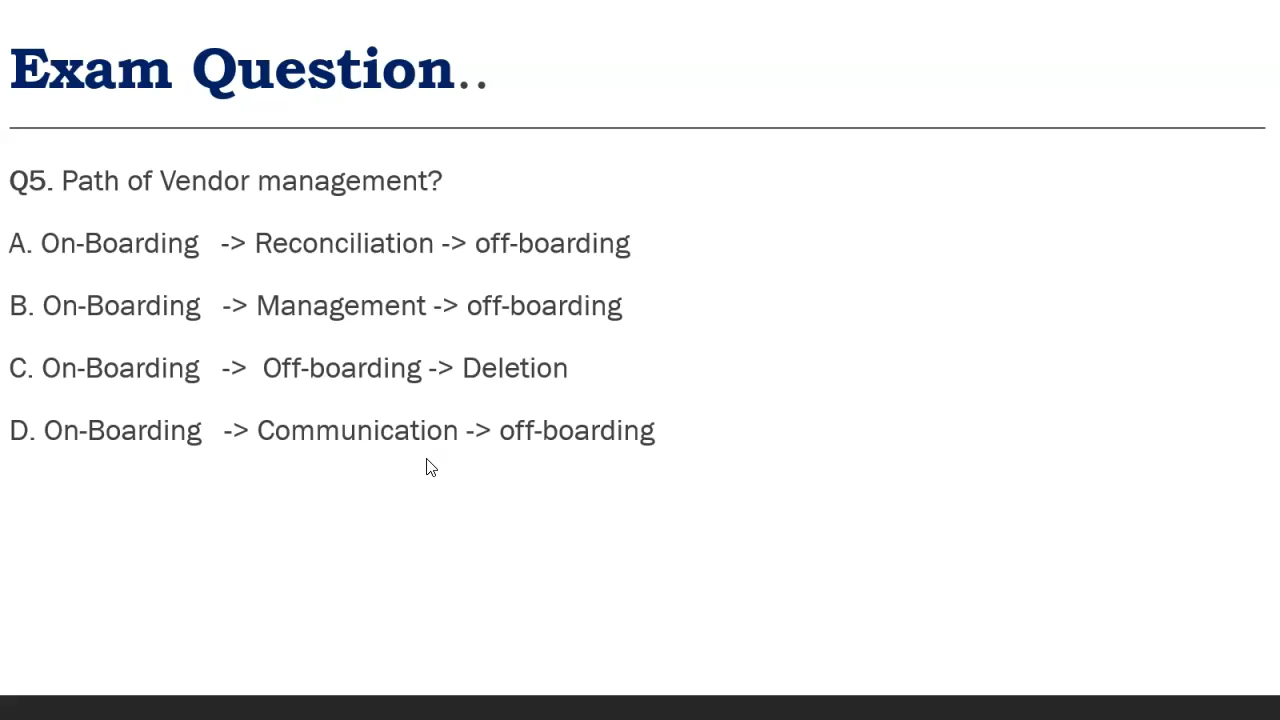 Exam Question..
Q5. Path of Vendor management?
A. On-Boarding -> Reconciliation -> off-boarding
B. On-Boarding -> Management -> off-boarding
C. On-Boarding -> Off-boarding -> Deletion
D. On-Boarding -> Communication -> off-boarding